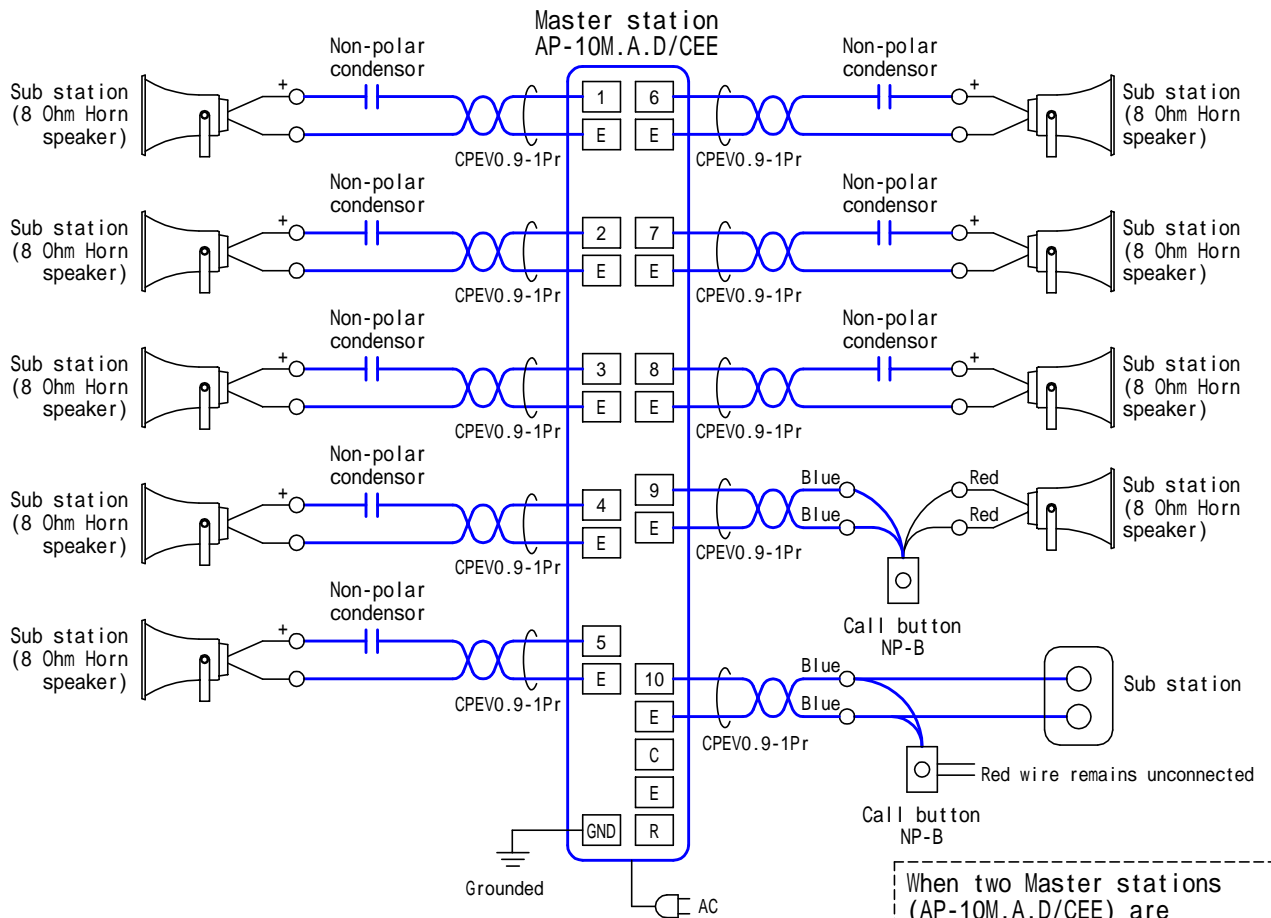 Master station
AP-10M.A.D/CEE
Non-polar
condensor
+
Sub station
(8 Ohm Horn
speaker)
CPEV0.9-1Pr
1
E
6
E
Non-polar
condensor
+
Sub station
(8 Ohm Horn
speaker)
CPEV0.9-1Pr
Non-polar
condensor
+
Sub station
(8 Ohm Horn
speaker)
CPEV0.9-1Pr
2
E
7
E
Non-polar
condensor
+
Sub station
(8 Ohm Horn
speaker)
CPEV0.9-1Pr
Non-polar
condensor
+
Sub station
(8 Ohm Horn
speaker)
CPEV0.9-1Pr
3
E
8
E
Non-polar
condensor
+
Sub station
(8 Ohm Horn
speaker)
CPEV0.9-1Pr
Non-polar
condensor
+
Sub station
(8 Ohm Horn
speaker)
CPEV0.9-1Pr
4
E
9
E
Blue
Blue
Red
Red
Sub station
(8 Ohm Horn
speaker)
CPEV0.9-1Pr
Call button
NP-B
Non-polar
condensor
+
Sub station
(8 Ohm Horn
speaker)
CPEV0.9-1Pr
5
E
10
E
C
E
R
GND
Blue
Blue
Sub station
CPEV0.9-1Pr
Red wire remains unconnected
Call button
NP-B
Grounded
AC
When two Master stations
(AP-10M.A.D/CEE) are